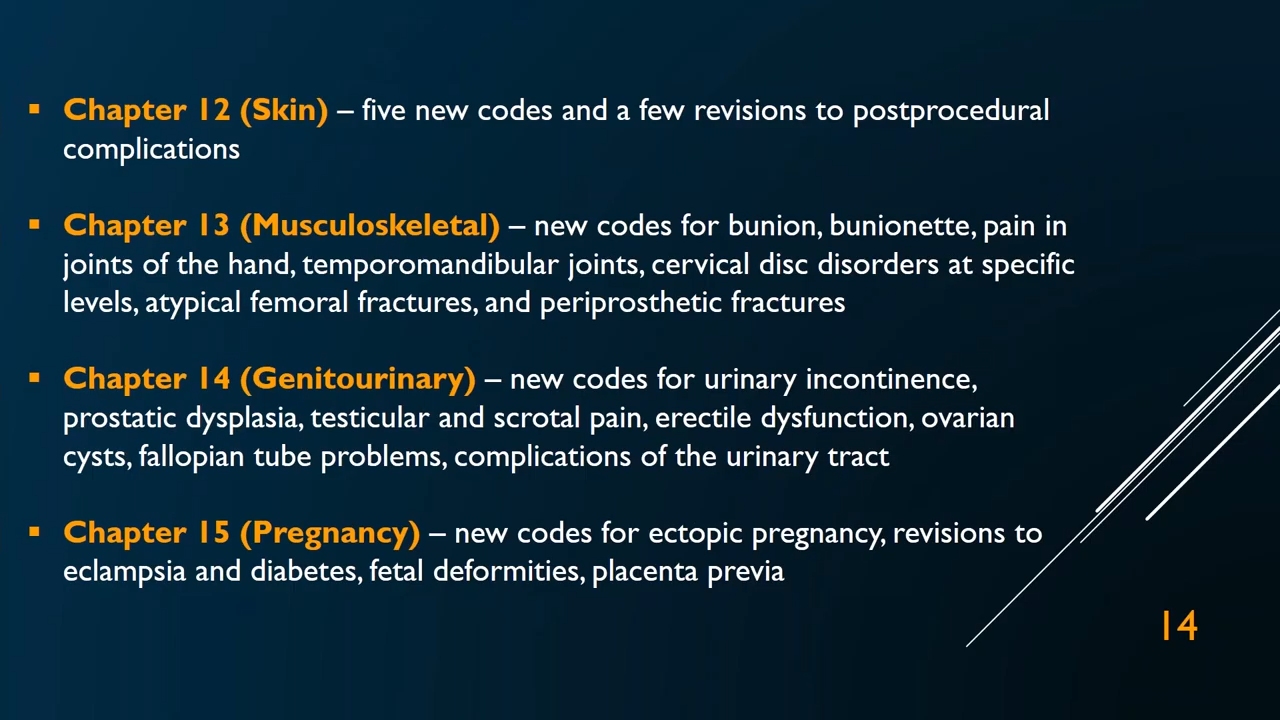 ▪ Chapter 12 (Skin) – five new codes and a few revisions to postprocedural
complications
▪ Chapter 13 (Musculoskeletal) – new codes for bunion, bunionette, pain in
joints of the hand, temporomandibular joints, cervical disc disorders at specific
levels, atypical femoral fractures, and periprosthetic fractures
▪ Chapter 14 (Genitourinary) – new codes for urinary incontinence,
prostatic dysplasia, testicular and scrotal pain, erectile dysfunction, ovarian
cysts, fallopian tube problems, complications of the urinary tract
▪ Chapter 15 (Pregnancy) – new codes for ectopic pregnancy, revisions to
eclampsia and diabetes, fetal deformities, placenta previa
14